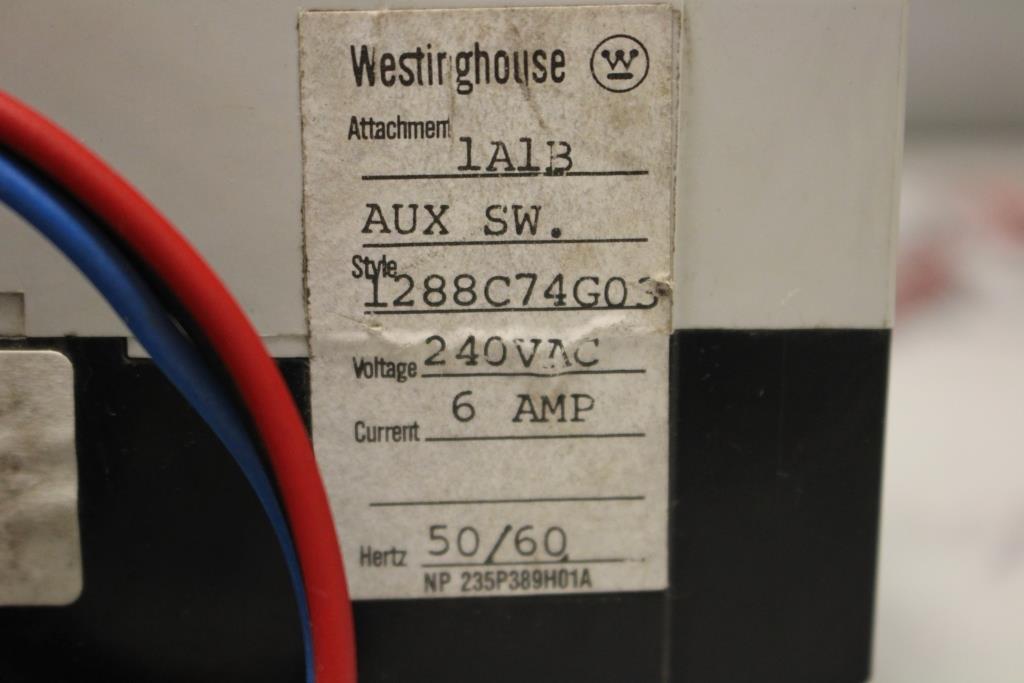 Westinghouse W
Attachment
1A1B
AUX SW.
Style
1288C74G03
Voltage 240VAC
Current 6 AMP
Hertz 50/60
NP 235P389H01A